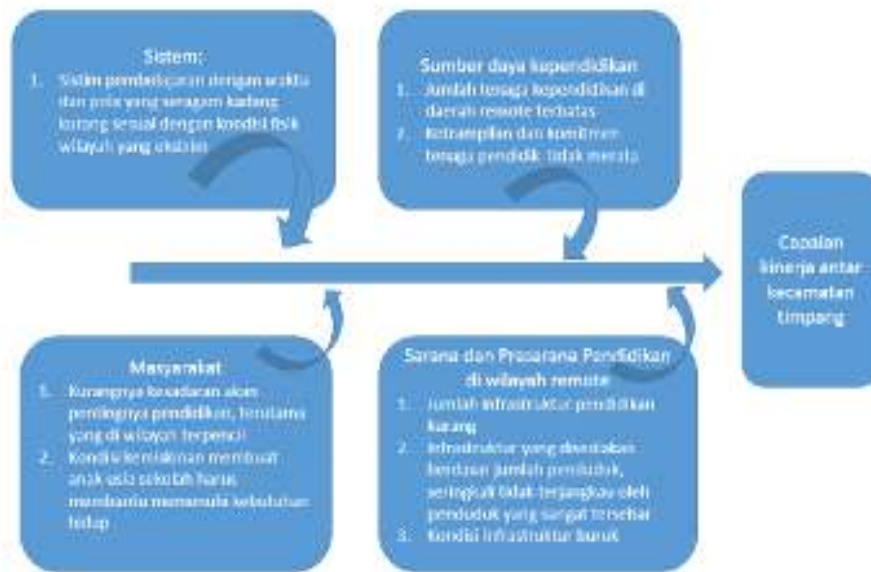 Sistem:
1. Sistim pembelajaran dengan waktu
dan pola yang seragam kadang
kurang sesuai dengan kondisi fisik
wilayah yang ekstrim
Sumber daya kependidikan
1. Jumlah tenaga kependidikan di
daerah remote terbatas
2. Ketrampilan dan komitmen
tenaga pendidik tidak merata
Capaian
kinerja antar
kecamatan
timpang
Masyarakat
1. Kurangnya kesadaran akan
pentingnya pendidikan, terutama
yang di wilayah terpencil
2. Kondisi kemiskinan membuat
anak usia sekolah harus
membantu memenuhi kebutuhan
hidup
Sarana dan Prasarana Pendidikan
di wilayah remote
1. Jumlah infrastruktur pendidikan
kurang
2. Infrastruktur yang disediakan
berdasar jumlah penduduk,
seringkali tidak terjangkau oleh
penduduk yang sangat tersebar
3. Kondisi infrastruktur buruk